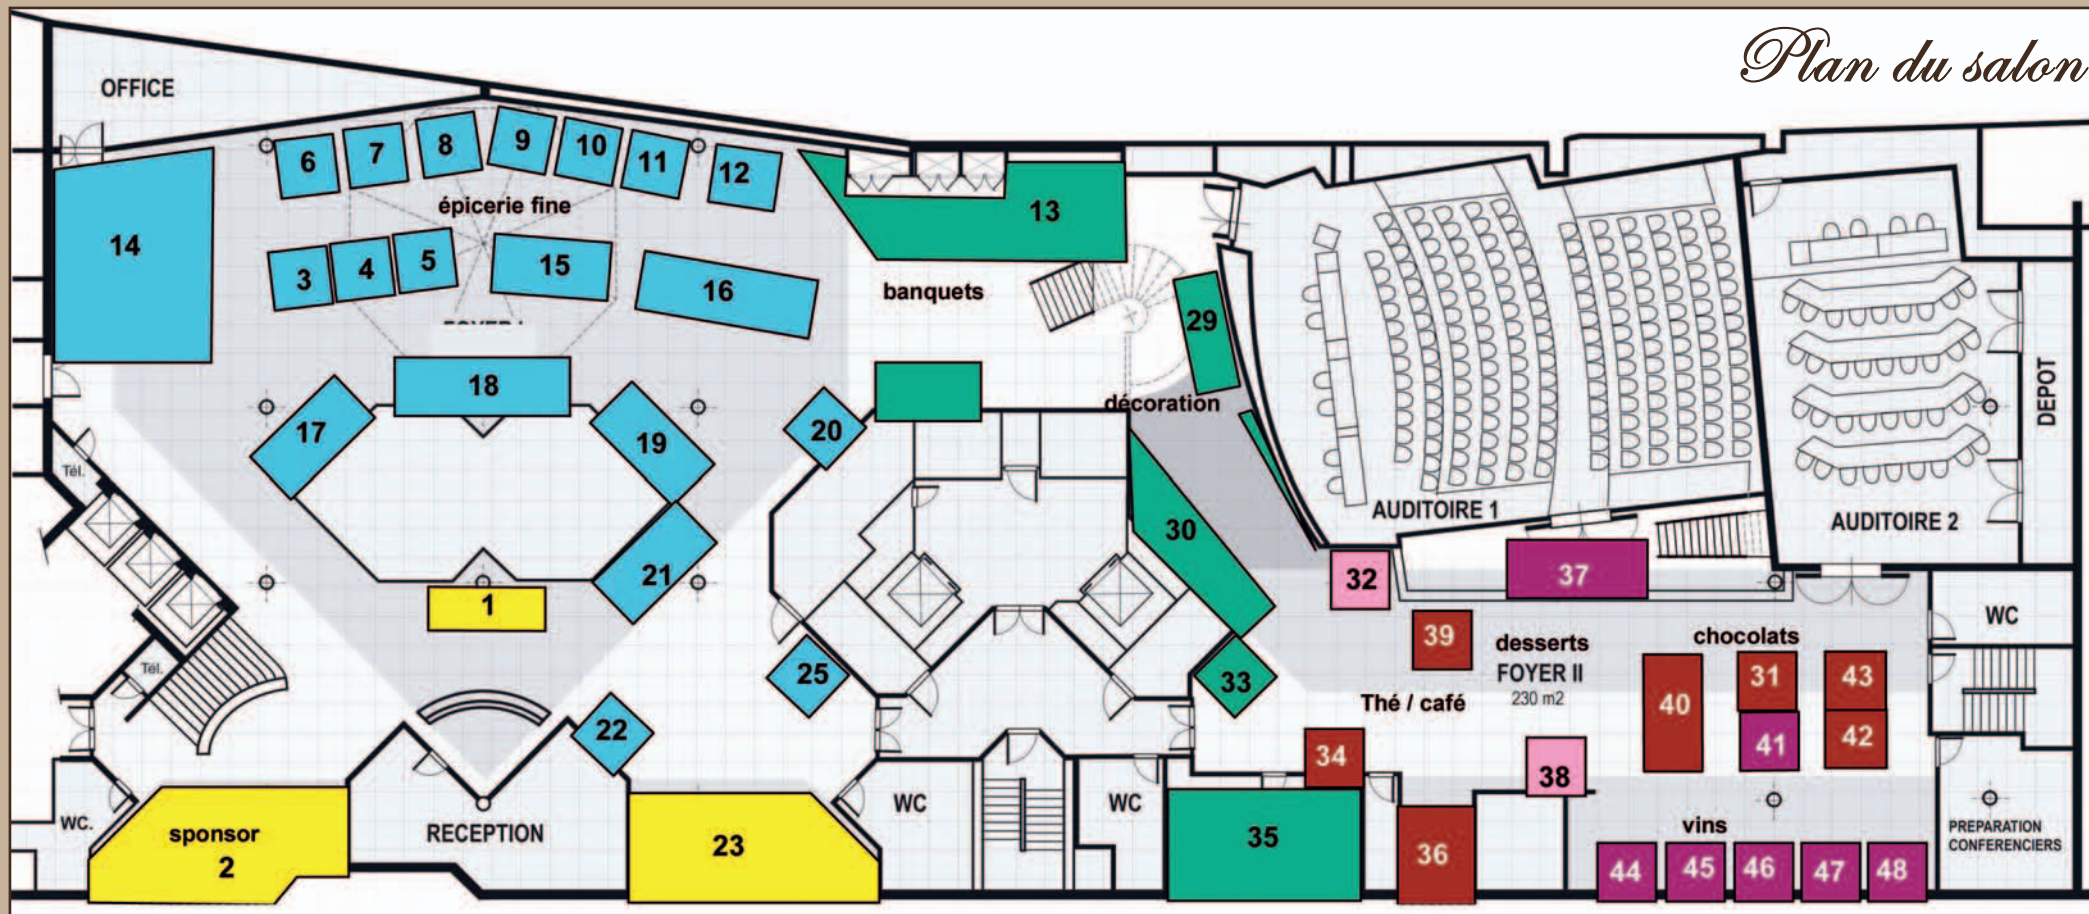 Plan du salon
OFFICE
6
7
8
9
10
11
12
épicerie fine
14
3
4
5
15
16
13
banquets
29
décoration
17
18
19
20
Tél.
21
1
30
Tél.
25
22
33
sponsor
2
WC.
RECEPTION
23
WC
WC
35
AUDITOIRE 1
AUDITOIRE 2
DEPOT
32
37
39
desserts
FOYER II
230 m2
chocolats
WC
Thé / café
40
31
43
41
42
34
38
36
vins
44
45
46
47
48
PREPARATION
CONFERENCIERS